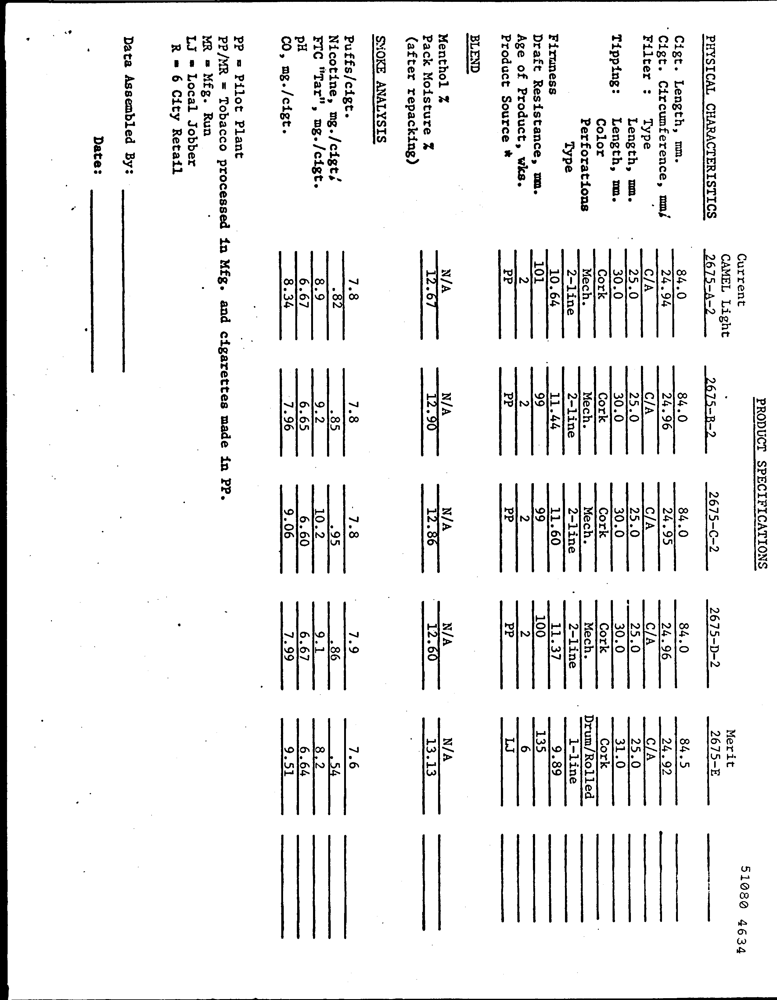 PRODUCT SPECIFICATIONS
51080 4634
Current
CAMEL Light Merit
PHYSICAL CHARACTERISTICS 2675-A-2 2675-B-2 2675-C-2 2675-D-2 2675-E
Cigt. Length, mm. 84.0 84.0 84.0 84.0 84.5
Cigt. Circumference, mm. 24.94 24.96 24.95 24.96 24.92
Filter : Type C/A C/A C/A C/A C/A
Length, mm. 25.0 25.0 25.0 25.0 25.0
Tipping: Length, mm. 30.0 30.0 30.0 30.0 31.0
Color Cork Cork Cork Cork Cork
Perforations Mech. Mech. Mech. Mech. Drum/Rolled
Type 2-line 2-line 2-line 2-line 1-line
Firmness 10.64 11.44 11.60 11.37 9.89
Draft Resistance, mm. 101 99 99 100 135
Age of Product, wks. 2 2 2 2 6
Product Source * PP PP PP PP LJ
BLEND
Menthol % N/A N/A N/A N/A N/A
Pack Moisture % 12.67 12.90 12.86 12.60 13.13
(after repacking)
SMOKE ANALYSIS
Puffs/cigt. 7.8 7.8 7.8 7.9 7.6
Nicotine, mg./cigt. .82 .85 .95 .86 .54
FTC "Tar", mg./cigt. 8.9 9.2 10.2 9.1 8.2
pH 6.67 6.65 6.60 6.67 6.64
CO, mg./cigt. 8.34 7.96 9.06 7.99 9.51
PP = Pilot Plant
PP/MR = Tobacco processed in Mfg. and cigarettes made in PP.
MR = Mfg. Run
LJ = Local Jobber
R = 6 City Retail
Data Assembled By:
Date: